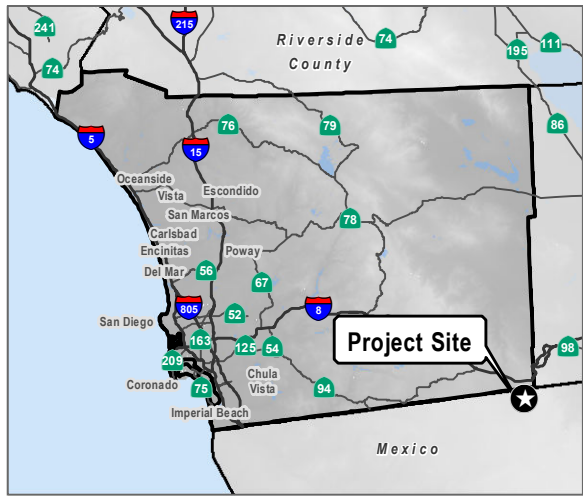 241
215
Riverside
County
74
195
111
74
5
76
79
86
15
Oceanside
Vista
Escondido
San Marcos
78
Carlsbad
Encinitas
Poway
Del Mar
56
67
805
8
52
San Diego
163
125
54
Project Site
98
209
Coronado
75
Chula
Vista
94
Imperial Beach
Mexico